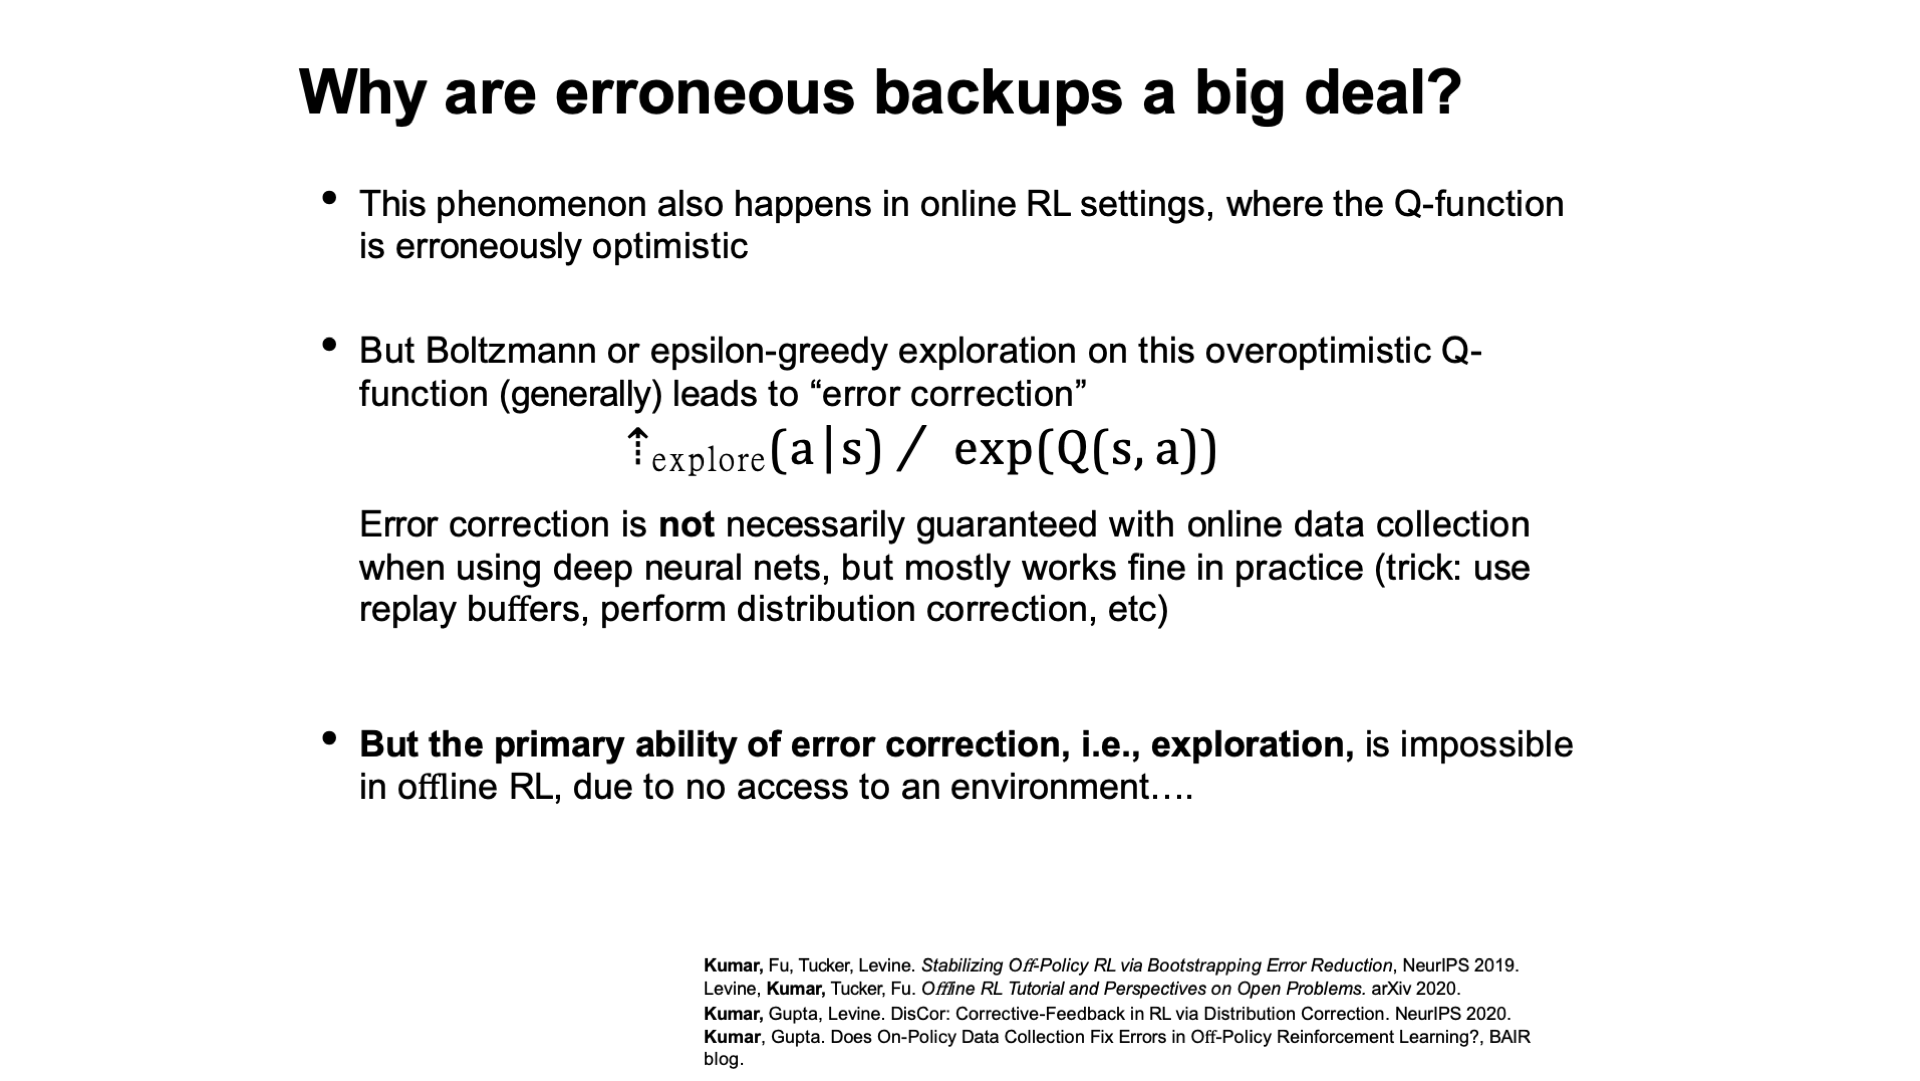 Why are erroneous backups a big deal?
• This phenomenon also happens in online RL settings, where the Q-function
is erroneously optimistic
• But Boltzmann or epsilon-greedy exploration on this overoptimistic Q-
function (generally) leads to “error correction”
⇡explore(a|s) / exp(Q(s, a))
Error correction is not necessarily guaranteed with online data collection
when using deep neural nets, but mostly works fine in practice (trick: use
replay buffers, perform distribution correction, etc)
• But the primary ability of error correction, i.e., exploration, is impossible
in offline RL, due to no access to an environment….
Kumar, Fu, Tucker, Levine. Stabilizing Off-Policy RL via Bootstrapping Error Reduction, NeurIPS 2019.
Levine, Kumar, Tucker, Fu. Offline RL Tutorial and Perspectives on Open Problems. arXiv 2020.
Kumar, Gupta, Levine. DisCor: Corrective-Feedback in RL via Distribution Correction. NeurIPS 2020.
Kumar, Gupta. Does On-Policy Data Collection Fix Errors in Off-Policy Reinforcement Learning?, BAIR
blog.